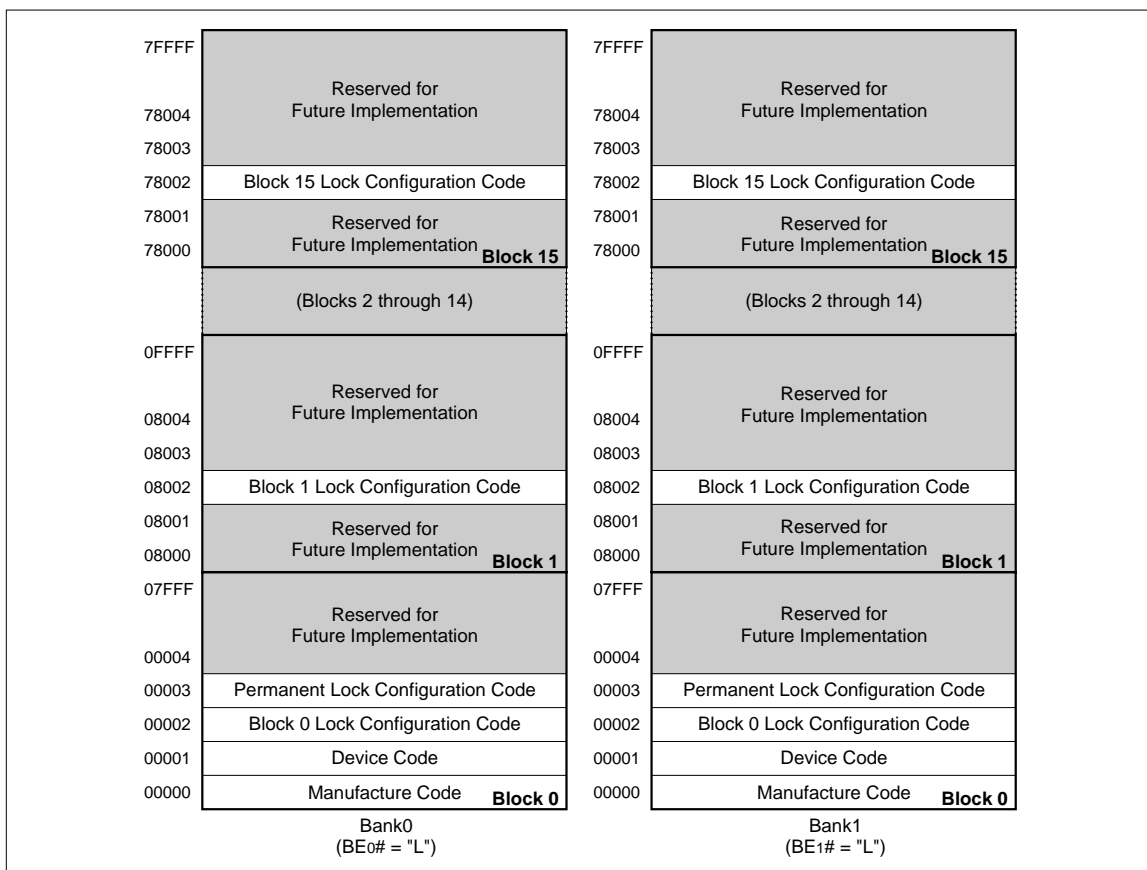 7FFFF
Reserved for
Future Implementation
78004
78003
78002
Block 15 Lock Configuration Code
78001
Reserved for
Future Implementation
78000
Block 15
(Blocks 2 through 14)
0FFFF
Reserved for
Future Implementation
08004
08003
08002
Block 1 Lock Configuration Code
08001
Reserved for
Future Implementation
08000
Block 1
07FFF
Reserved for
Future Implementation
00004
00003
Permanent Lock Configuration Code
00002
Block 0 Lock Configuration Code
00001
Device Code
00000
Manufacture Code
Block 0
Bank0
(BE0# = "L")
7FFFF
Reserved for
Future Implementation
78004
78003
78002
Block 15 Lock Configuration Code
78001
Reserved for
Future Implementation
78000
Block 15
(Blocks 2 through 14)
0FFFF
Reserved for
Future Implementation
08004
08003
08002
Block 1 Lock Configuration Code
08001
Reserved for
Future Implementation
08000
Block 1
07FFF
Reserved for
Future Implementation
00004
00003
Permanent Lock Configuration Code
00002
Block 0 Lock Configuration Code
00001
Device Code
00000
Manufacture Code
Block 0
Bank1
(BE1# = "L")